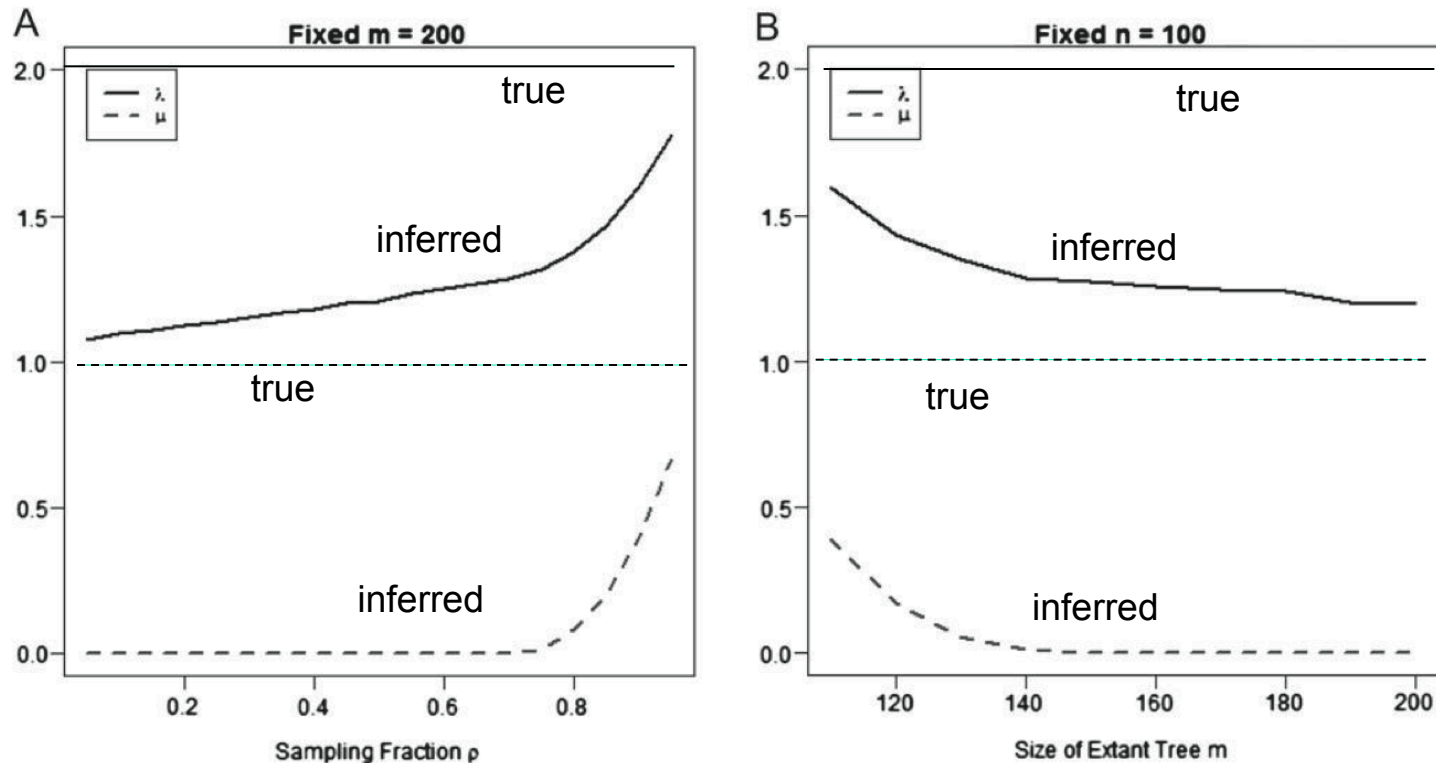 A
Fixed m = 200
2.0
1.5
1.0
0.5
0.0
λ
μ
true
inferred
true
inferred
0.2
0.4
0.6
0.8
Sampling Fraction ρ
B
Fixed n = 100
2.0
1.5
1.0
0.5
0.0
λ
μ
true
inferred
true
inferred
120
140
160
180
200
Size of Extant Tree m